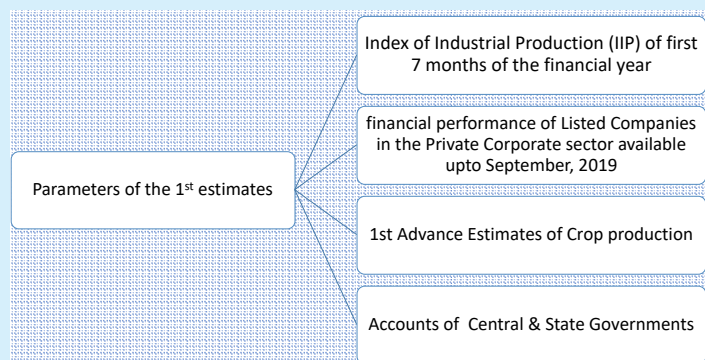 Index of Industrial Production (IIP) of first
7 months of the financial year
financial performance of Listed Companies
in the Private Corporate sector available
upto September, 2019
Parameters of the 1st estimates
1st Advance Estimates of Crop production
Accounts of Central & State Governments